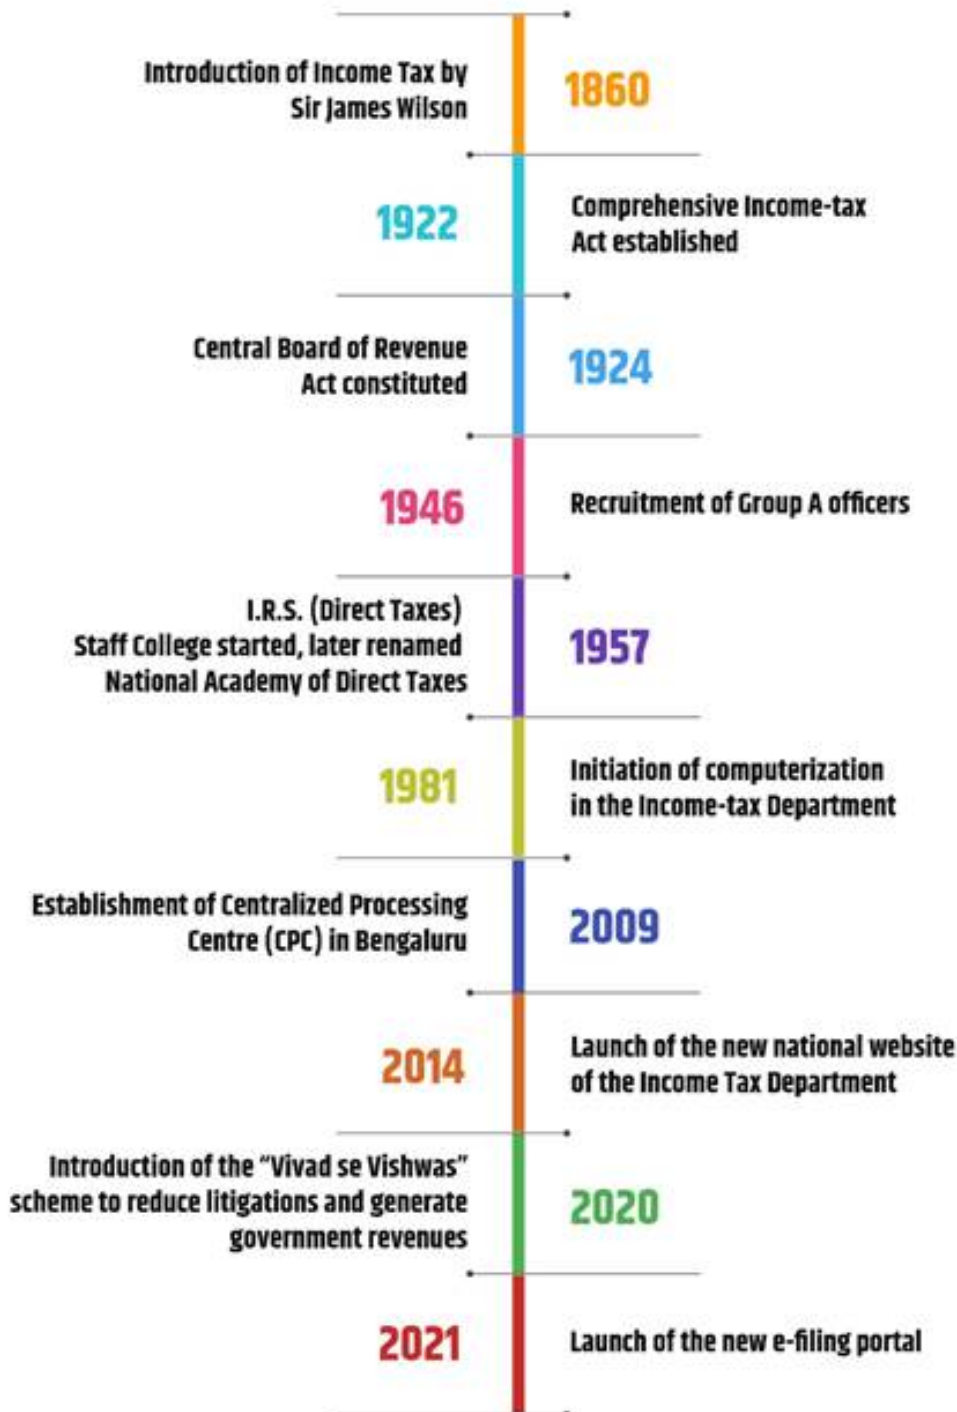 Introduction of Income Tax by
Sir James Wilson
1860
1922
Comprehensive Income-tax
Act established
Central Board of Revenue
Act constituted
1924
1946
Recruitment of Group A officers
I.R.S. (Direct Taxes)
Staff College started, later renamed
National Academy of Direct Taxes
1957
1981
Initiation of computerization
in the Income-tax Department
Establishment of Centralized Processing
Centre (CPC) in Bengaluru
2009
2014
Launch of the new national website
of the Income Tax Department
Introduction of the “Vivad se Vishwas”
scheme to reduce litigations and generate
government revenues
2020
2021
Launch of the new e-filing portal